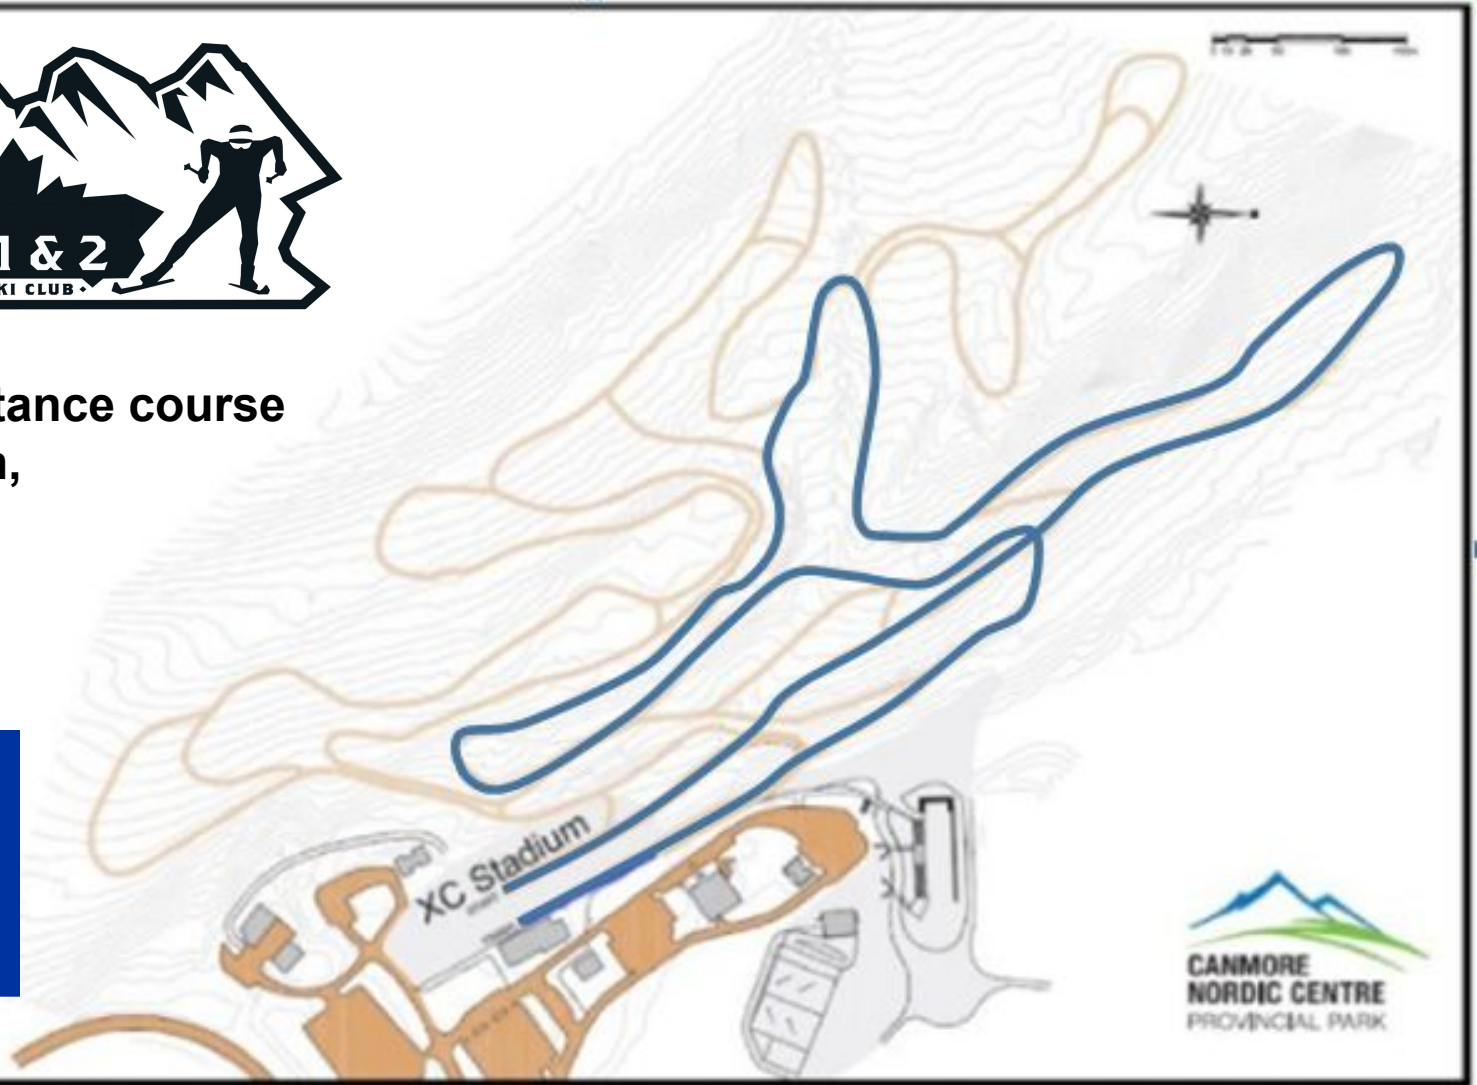 1 & 2
KI CLUB
tance course
,
XC Stadium
CANMORE
NORDIC CENTRE
PROVINCIAL PARK